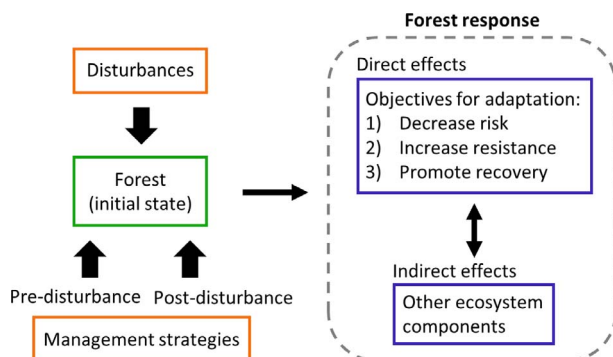 Forest response
Disturbances
Direct effects
Objectives for adaptation:
1) Decrease risk
2) Increase resistance
3) Promote recovery
Forest
(initial state)
Indirect effects
Pre-disturbance Post-disturbance
Other ecosystem
components
Management strategies